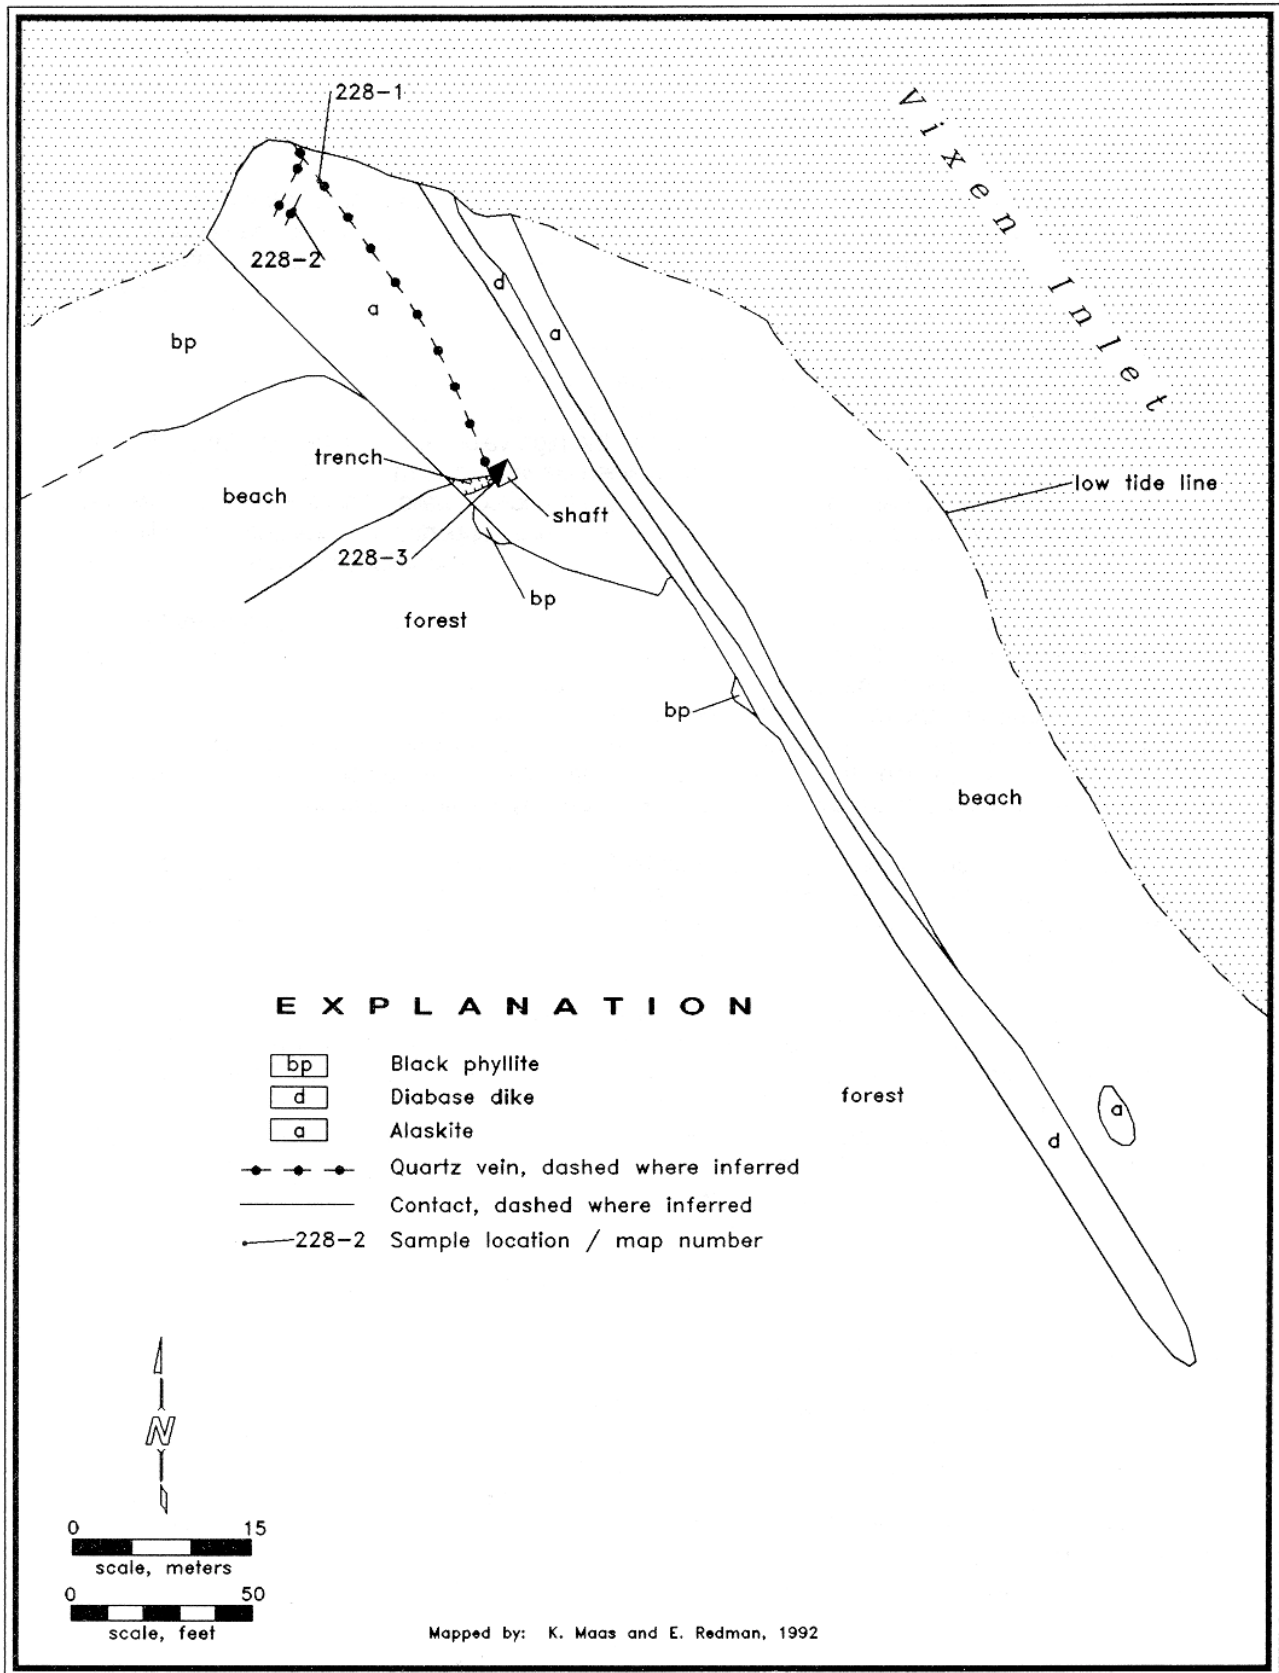 228-1
Vixen Inlet
228-2
d
a
a
bp
trench
beach
low tide line
shaft
228-3
bp
forest
bp
beach
EXPLANATION
bp Black phyllite
d Diabase dike
a Alaskite
Quartz vein, dashed where inferred
Contact, dashed where inferred
228-2 Sample location / map number
forest
a
d
N
0 15
scale, meters
0 50
scale, feet
Mapped by: K. Maas and E. Redman, 1992